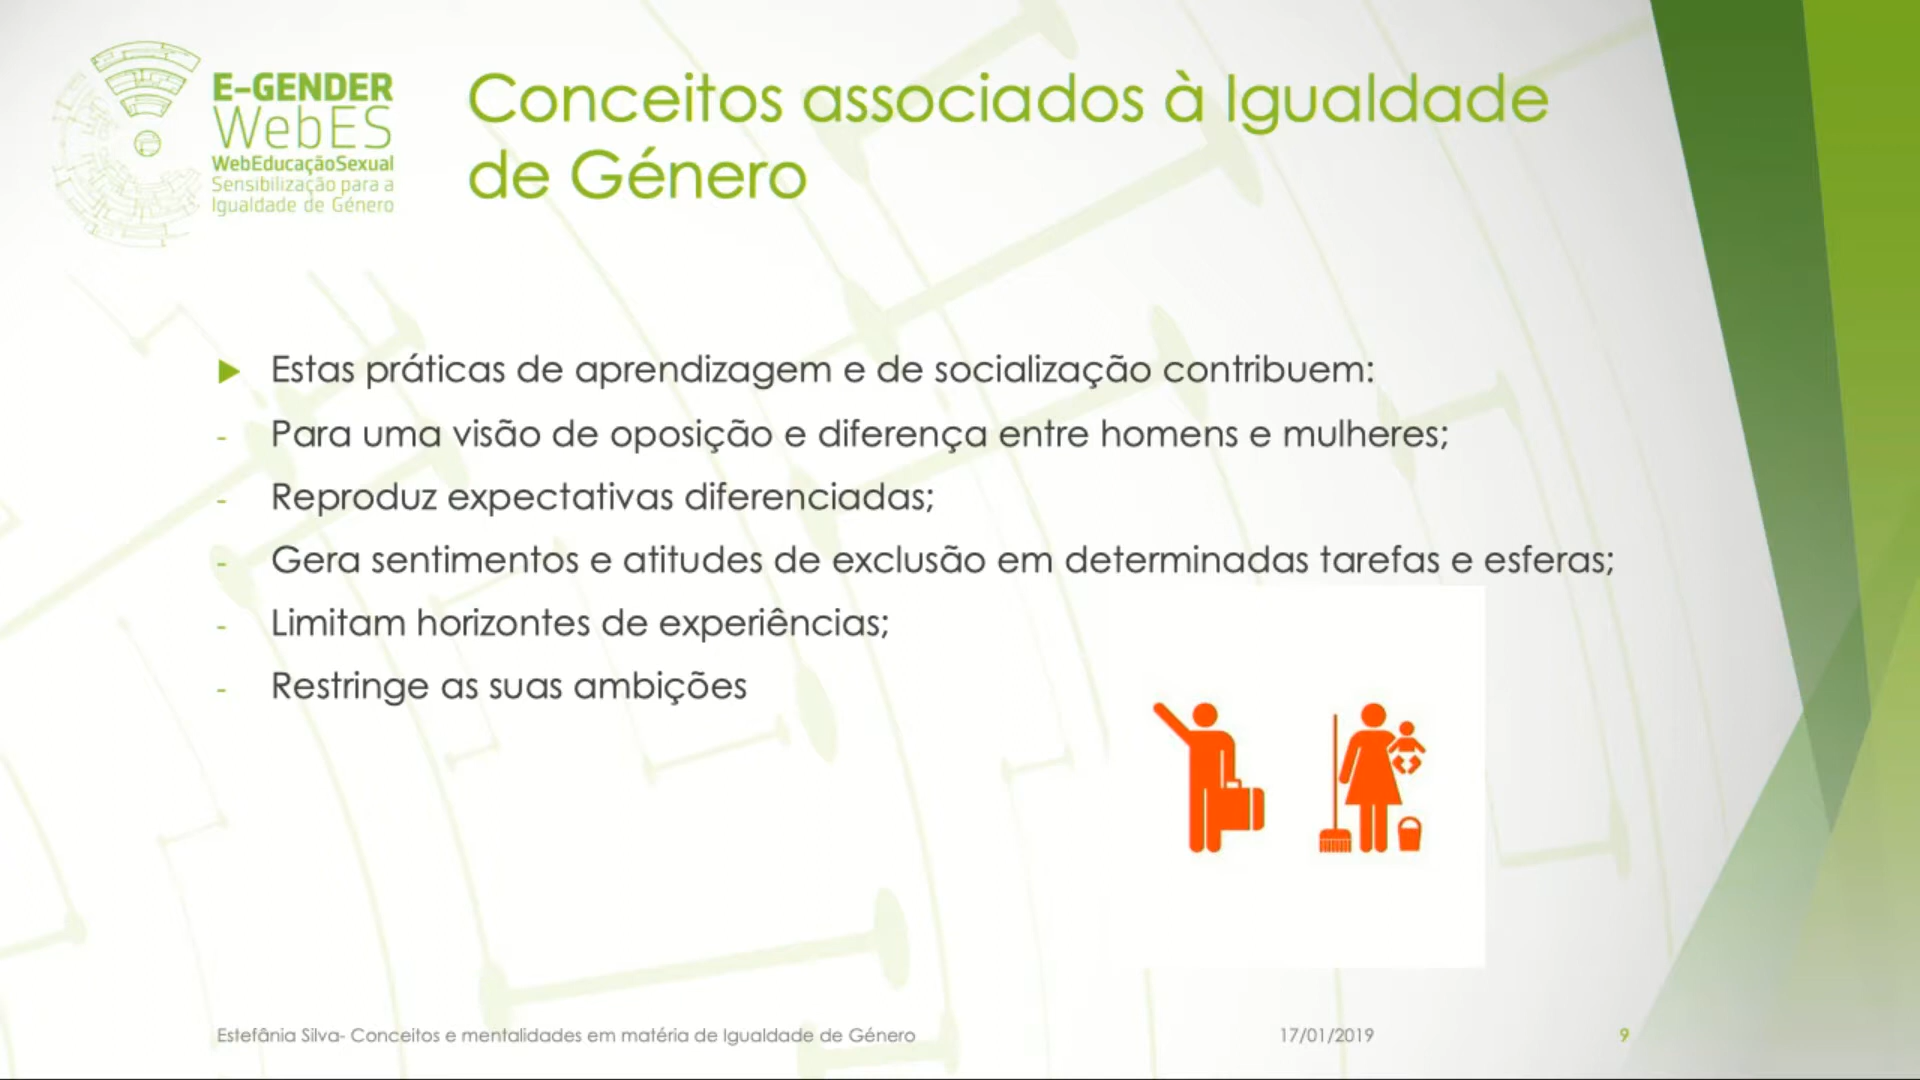 E-GENDER
WebES
WebEducaçãoSexual
Sensibilização para a
Igualdade de Género
Conceitos associados à Igualdade
de Género
Estas práticas de aprendizagem e de socialização contribuem:
- Para uma visão de oposição e diferença entre homens e mulheres;
- Reproduz expectativas diferenciadas;
- Gera sentimentos e atitudes de exclusão em determinadas tarefas e esferas;
- Limitam horizontes de experiências;
- Restringe as suas ambições
Estefânia Silva- Conceitos e mentalidades em matéria de Igualdade de Género
17/01/2019
9